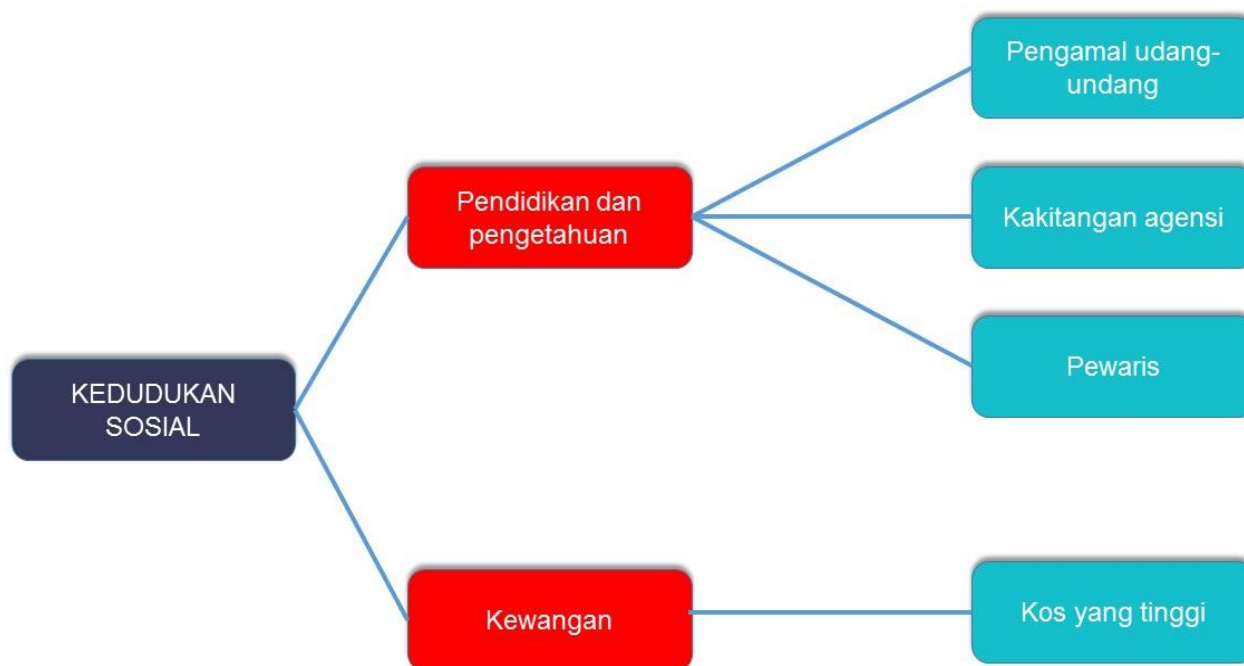 Pengamal udang-
undang
Pendidikan dan
pengetahuan
Kakitangan agensi
Pewaris
KEDUDUKAN
SOSIAL
Kewangan
Kos yang tinggi